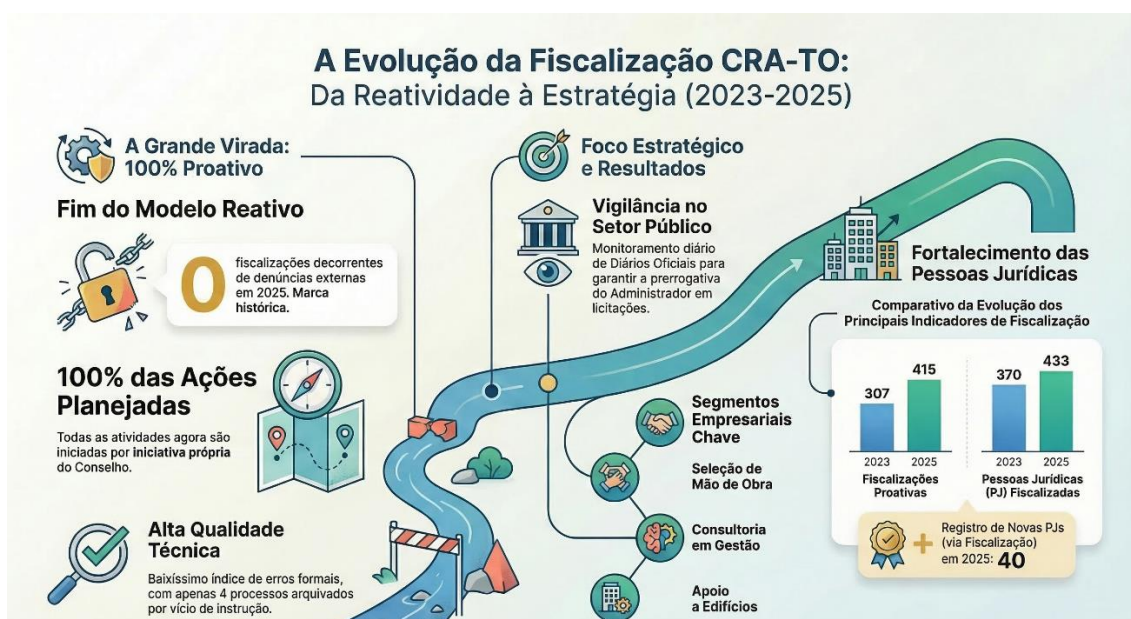 A Evolução da Fiscalização CRA-TO:
Da Reatividade à Estratégia (2023-2025)
A Grande Virada:
100% Proativo
Fim do Modelo Reativo
0
fiscalizações decorrentes
de denúncias externas
em 2025. Marca
histórica.
100% das Ações
Planejadas
Todas as atividades agora são
iniciadas por iniciativa própria
do Conselho.
Alta Qualidade
Técnica
Baixíssimo índice de erros formais,
com apenas 4 processos arquivados
por vício de instrução.
Foco Estratégico
e Resultados
Vigilância no
Setor Público
Monitoramento diário
de Diários Oficiais para
garantir a prerrogativa
do Administrador em
licitações.
Segmentos
Empresariais
Chave
Seleção de
Mão de Obra
Consultoria
em Gestão
Apoio
a Edifícios
Fortalecimento das
Pessoas Jurídicas
Comparativo da Evolução dos
Principais Indicadores de Fiscalização
307
415
370
433
2023
2025
2023
2025
Fiscalizações
Proativas
Pessoas Jurídicas
(PJ) Fiscalizadas
+
Registro de Novas PJs
(via Fiscalização)
em 2025: 40